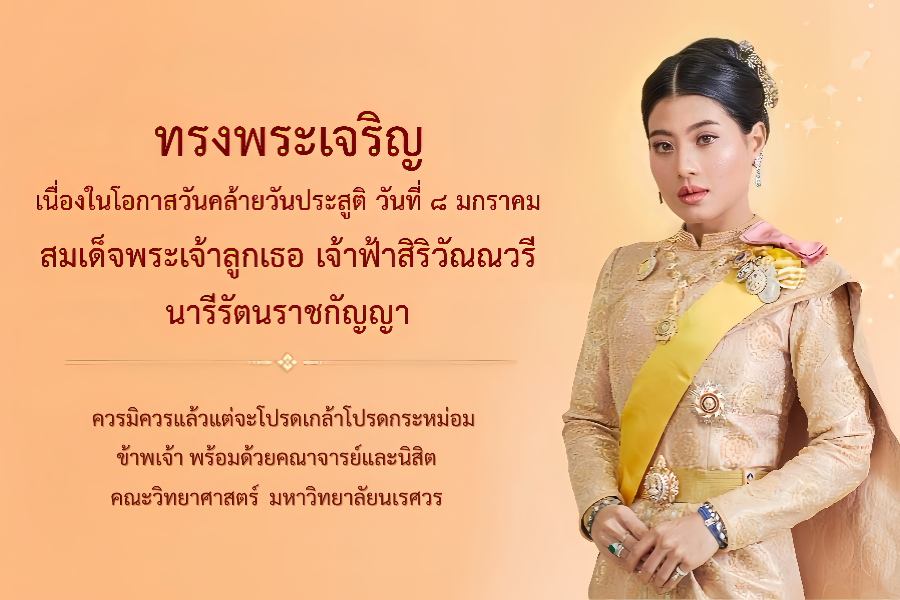 ทรงพระเจริญ
เนื่องในโอกาสวันคล้ายวันประสูติ วันที่ ๘ มกราคม
สมเด็จพระเจ้าลูกเธอ เจ้าฟ้าสิริวัณณวรี
นารีรัตนราชกัญญา
ควรมิควรแล้วแต่จะโปรดเกล้าโปรดกระหม่อม
ข้าพเจ้า พร้อมด้วยคณาจารย์และนิสิต
คณะวิทยาศาสตร์ มหาวิทยาลัยนเรศวร